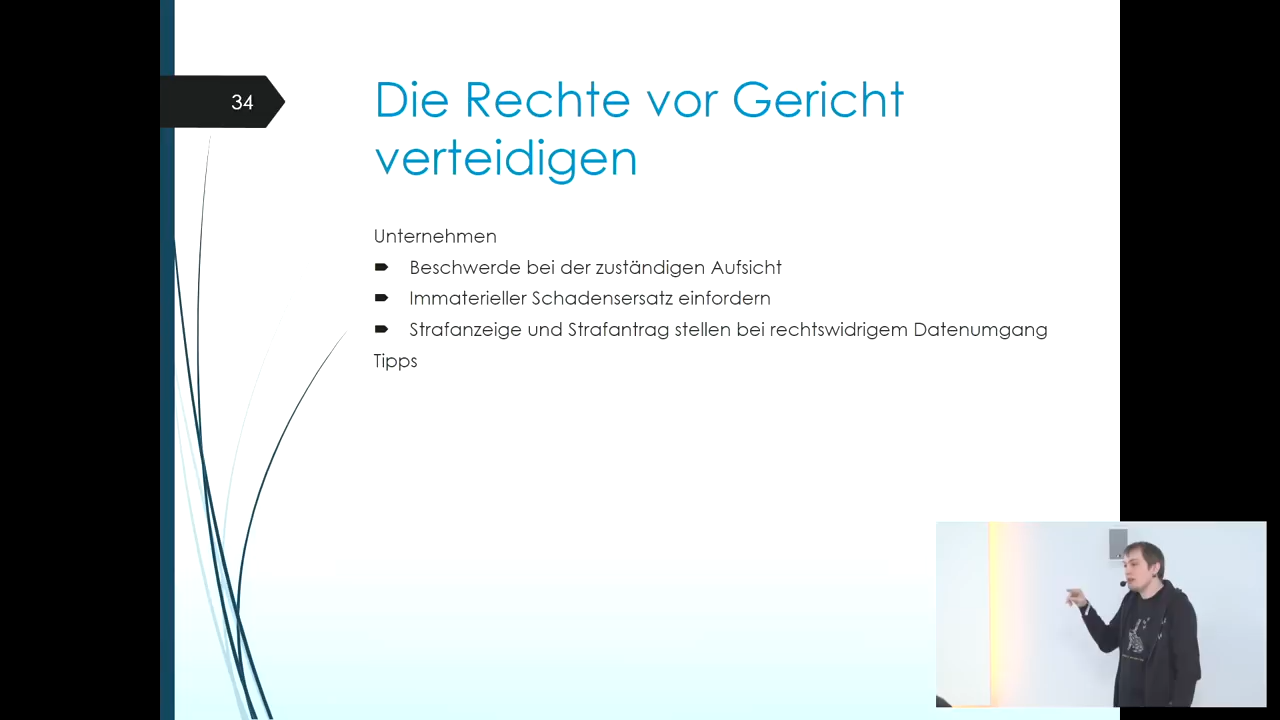 34
Die Rechte vor Gericht
verteidigen
Unternehmen
Beschwerde bei der zuständigen Aufsicht
Immaterieller Schadensersatz einfordern
Strafanzeige und Strafantrag stellen bei rechtswidrigem Datenumgang
Tipps